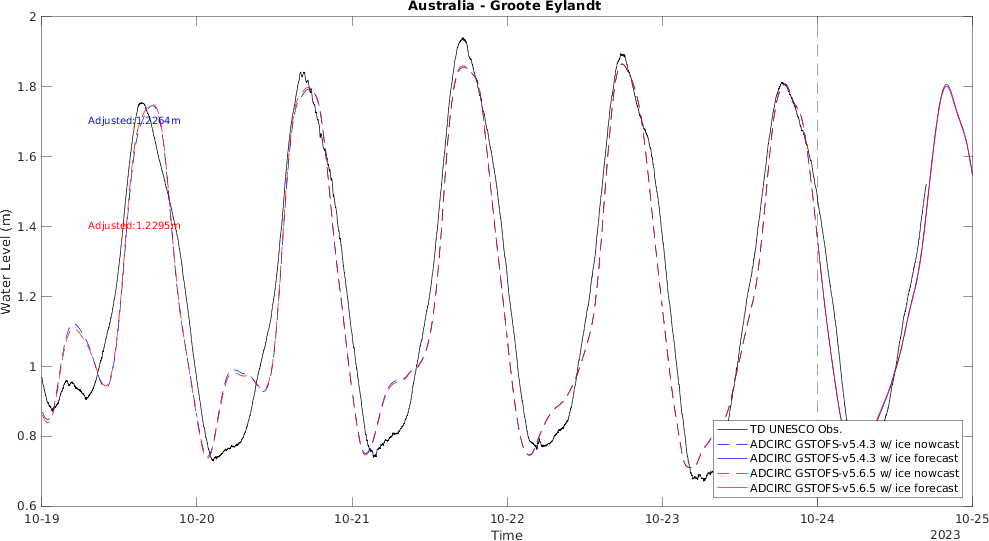 Australia - Groote Eylandt
2
1.8
1.6
1.4
1.2
1
0.8
0.6
Water Level (m)
Adjusted:1.2264m
Adjusted:1.2295m
TD UNESCO Obs.
ADCIRC GSTOFS-v5.4.3 w/ ice nowcast
ADCIRC GSTOFS-v5.4.3 w/ ice forecast
ADCIRC GSTOFS-v5.6.5 w/ ice nowcast
ADCIRC GSTOFS-v5.6.5 w/ ice forecast
10-19 10-20 10-21 10-22 10-23 10-24 10-25
Time
2023